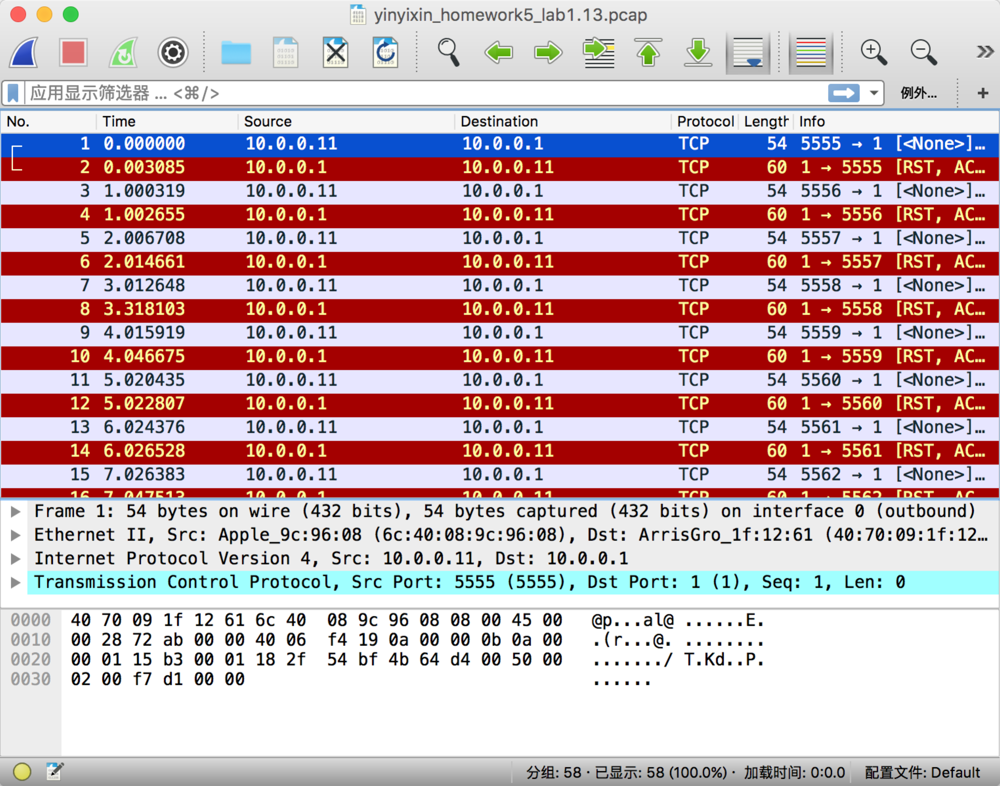 yinyixin_homework5_lab1.13.pcap
应用显示筛选器 ... <⌘/> 例外... +
No. Time Source Destination Protocol Length Info
1 0.000000 10.0.0.11 10.0.0.1 TCP 54 5555 → 1 [<None>]…
2 0.003085 10.0.0.1 10.0.0.11 TCP 60 1 → 5555 [RST, AC…
3 1.000319 10.0.0.11 10.0.0.1 TCP 54 5556 → 1 [<None>]…
4 1.002655 10.0.0.1 10.0.0.11 TCP 60 1 → 5556 [RST, AC…
5 2.006708 10.0.0.11 10.0.0.1 TCP 54 5557 → 1 [<None>]…
6 2.014661 10.0.0.1 10.0.0.11 TCP 60 1 → 5557 [RST, AC…
7 3.012648 10.0.0.11 10.0.0.1 TCP 54 5558 → 1 [<None>]…
8 3.318103 10.0.0.1 10.0.0.11 TCP 60 1 → 5558 [RST, AC…
9 4.015919 10.0.0.11 10.0.0.1 TCP 54 5559 → 1 [<None>]…
10 4.046675 10.0.0.1 10.0.0.11 TCP 60 1 → 5559 [RST, AC…
11 5.020435 10.0.0.11 10.0.0.1 TCP 54 5560 → 1 [<None>]…
12 5.022807 10.0.0.1 10.0.0.11 TCP 60 1 → 5560 [RST, AC…
13 6.024376 10.0.0.11 10.0.0.1 TCP 54 5561 → 1 [<None>]…
14 6.026528 10.0.0.1 10.0.0.11 TCP 60 1 → 5561 [RST, AC…
15 7.026383 10.0.0.11 10.0.0.1 TCP 54 5562 → 1 [<None>]…
16 7.047513 10.0.0.1 10.0.0.11 TCP 60 1 → 5562 [RST, AC…
Frame 1: 54 bytes on wire (432 bits), 54 bytes captured (432 bits) on interface 0 (outbound)
Ethernet II, Src: Apple_9c:96:08 (6c:40:08:9c:96:08), Dst: ArrisGro_1f:12:61 (40:70:09:1f:12…
Internet Protocol Version 4, Src: 10.0.0.11, Dst: 10.0.0.1
Transmission Control Protocol, Src Port: 5555 (5555), Dst Port: 1 (1), Seq: 1, Len: 0
0000 40 70 09 1f 12 61 6c 40 08 9c 96 08 08 00 45 00 @p...al@ ......E.
0010 00 28 72 ab 00 00 40 06 f4 19 0a 00 00 0b 0a 00 .(r...@. ........
0020 00 01 15 b3 00 01 18 2f 54 bf 4b 64 d4 00 50 00 ......./ T.Kd..P.
0030 02 00 f7 d1 00 00 ......
分组: 58 · 已显示: 58 (100.0%) · 加载时间: 0:0.0 配置文件: Default